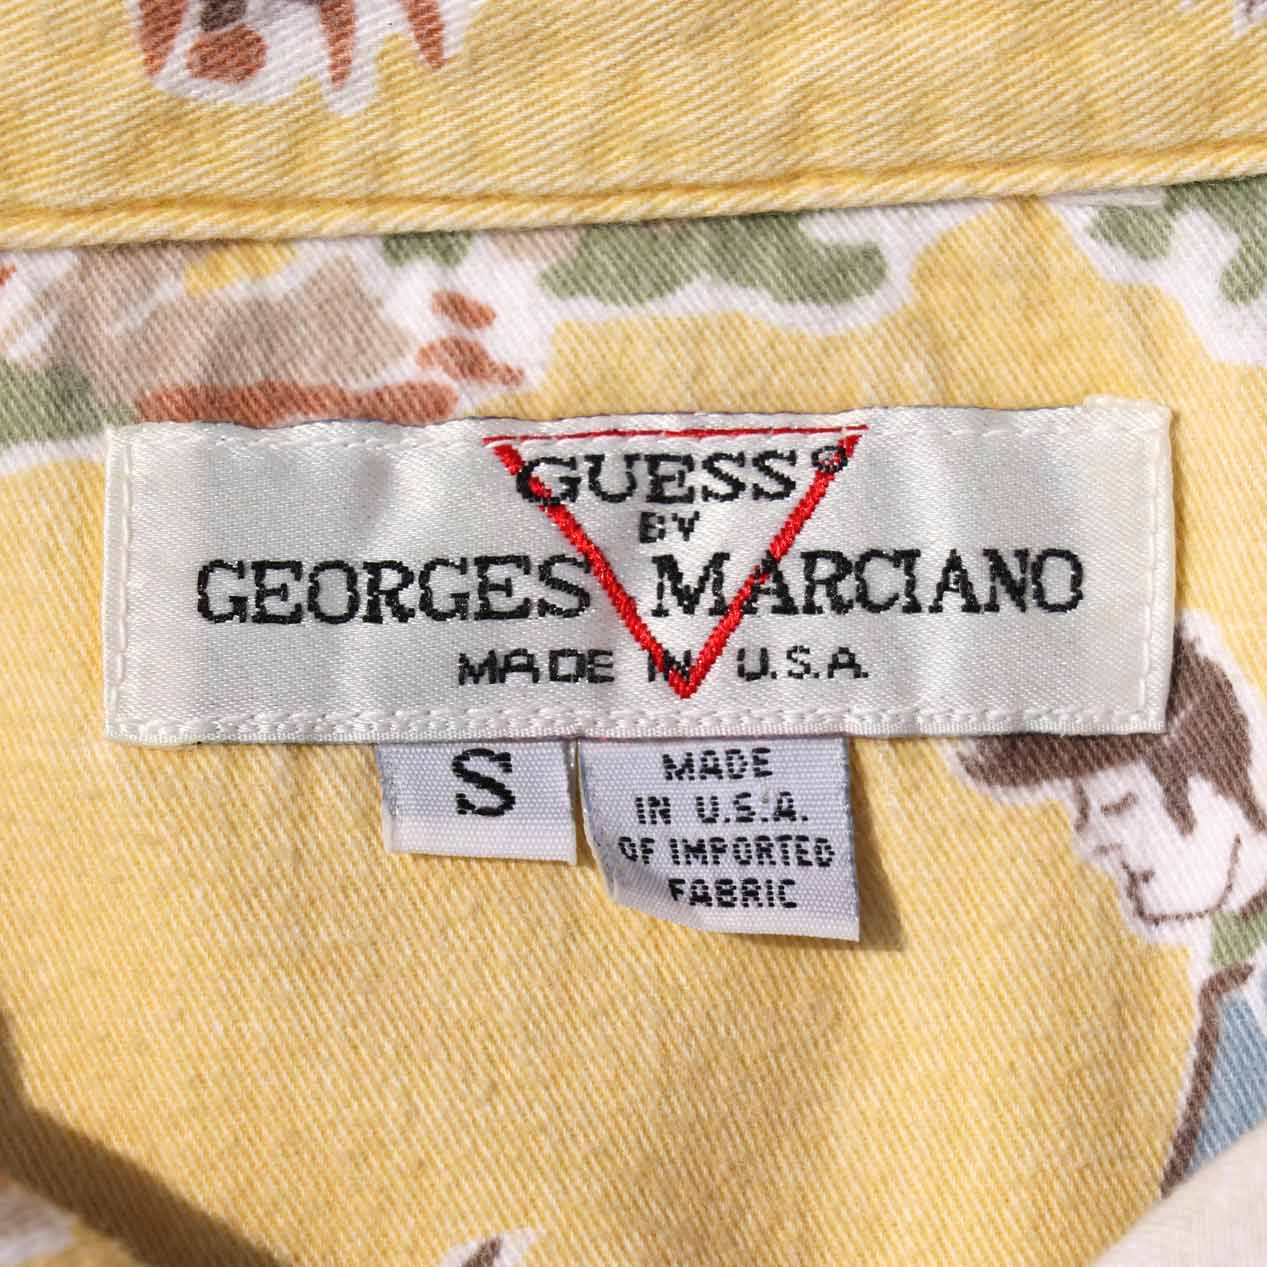 GUESS®
BY
GEORGES MARCIANO
MADE IN U.S.A.
S
MADE
IN U.S.A.
OF IMPORTED
FABRIC